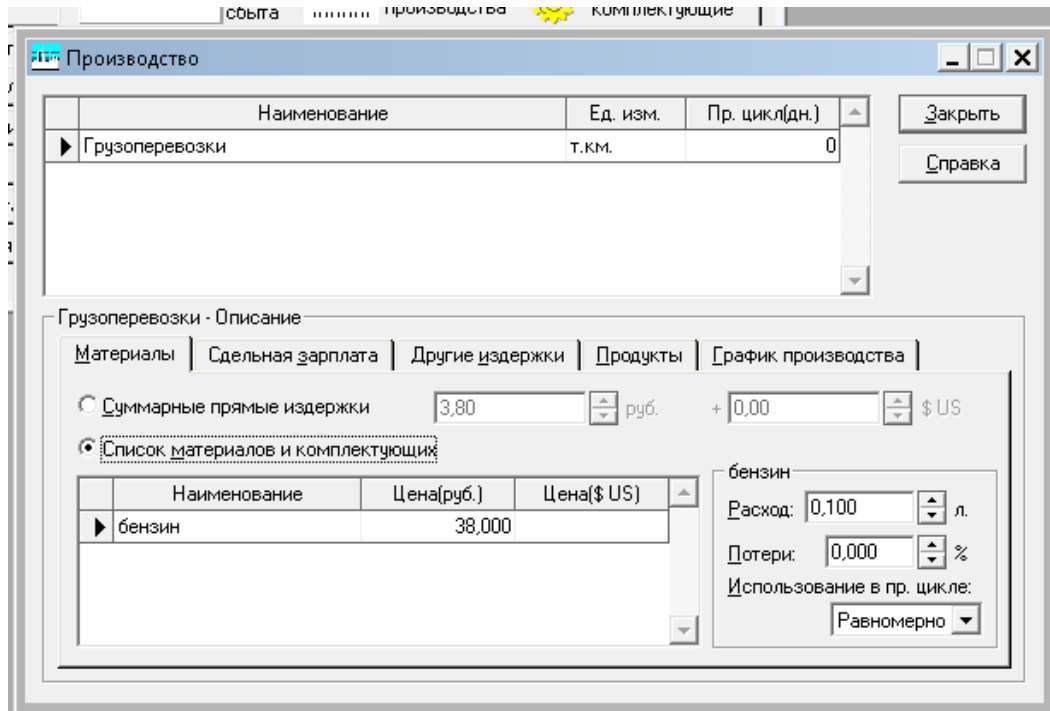 сбыта производства комплектующие
Производство
Наименование Ед. изм. Пр. цикл(дн.) Закрыть
Грузоперевозки т.км. 0
Справка
Грузоперевозки - Описание
Материалы Сдельная зарплата Другие издержки Продукты График производства
Суммарные прямые издержки 3,80 руб. + 0,00 $ US
Список материалов и комплектующих
бензин
Наименование Цена(руб.) Цена($ US)
Расход: 0,100 л.
бензин 38,000
Потери: 0,000 %
Использование в пр. цикле:
Равномерно